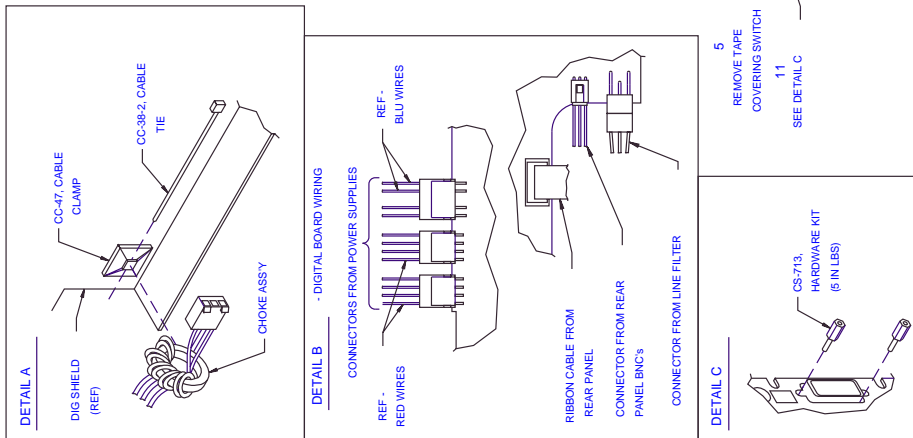 DETAIL A
CC-47, CABLE
CLAMP
CC-38-2, CABLE
TIE
DIG SHIELD
(REF)
CHOKE ASS'Y
DETAIL B
- DIGITAL BOARD WIRING
CONNECTORS FROM POWER SUPPLIES
REF -
RED WIRES
REF -
BLU WIRES
RIBBON CABLE FROM
REAR PANEL
CONNECTOR FROM REAR
PANEL BNC's
CONNECTOR FROM LINE FILTER
DETAIL C
CS-713,
HARDWARE KIT
(5 IN LBS)
5
REMOVE TAPE
COVERING SWITCH
11
SEE DETAIL C